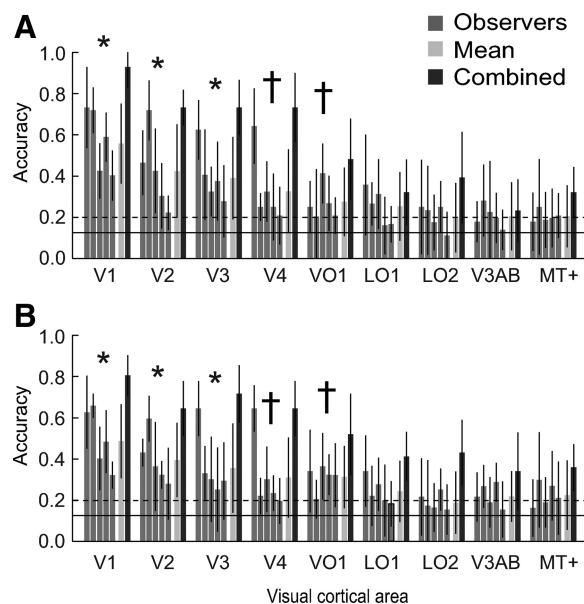 A
Observers
Mean
Combined
* * * † †
1.0
0.8
0.6
0.4
0.2
0.0
Accuracy
V1 V2 V3 V4 VO1 LO1 LO2 V3AB MT+
B
* * * † †
1.0
0.8
0.6
0.4
0.2
0.0
Accuracy
V1 V2 V3 V4 VO1 LO1 LO2 V3AB MT+
Visual cortical area